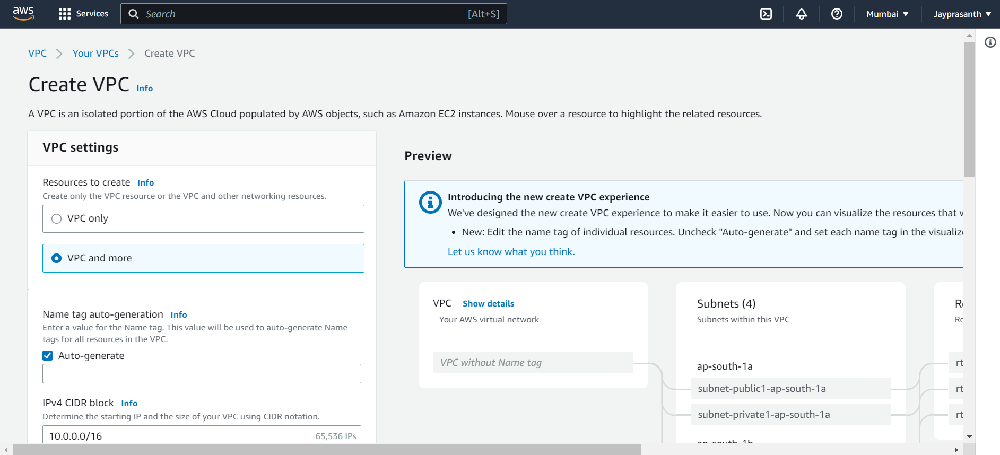 aws
Services
Search
[Alt+S]
Mumbai
Jayprasanth
VPC
Your VPCs
Create VPC
Create VPC Info
A VPC is an isolated portion of the AWS Cloud populated by AWS objects, such as Amazon EC2 instances. Mouse over a resource to highlight the related resources.
VPC settings
Resources to create Info
Create only the VPC resource or the VPC and other networking resources.
VPC only
VPC and more
Name tag auto-generation Info
Enter a value for the Name tag. This value will be used to auto-generate Name
tags for all resources in the VPC.
Auto-generate
IPv4 CIDR block Info
Determine the starting IP and the size of your VPC using CIDR notation.
10.0.0.0/16
65,536 IPs
Preview
Introducing the new create VPC experience
We've designed the new create VPC experience to make it easier to use. Now you can visualize the resources that
New: Edit the name tag of individual resources. Uncheck "Auto-generate" and set each name tag in the
Let us know what you think.
VPC Show details
Your AWS virtual network
VPC without Name tag
Subnets (4)
Subnets within this VPC
ap-south-1a
subnet-public1-ap-south-1a
subnet-private1-ap-south-1a
ap-south-1b